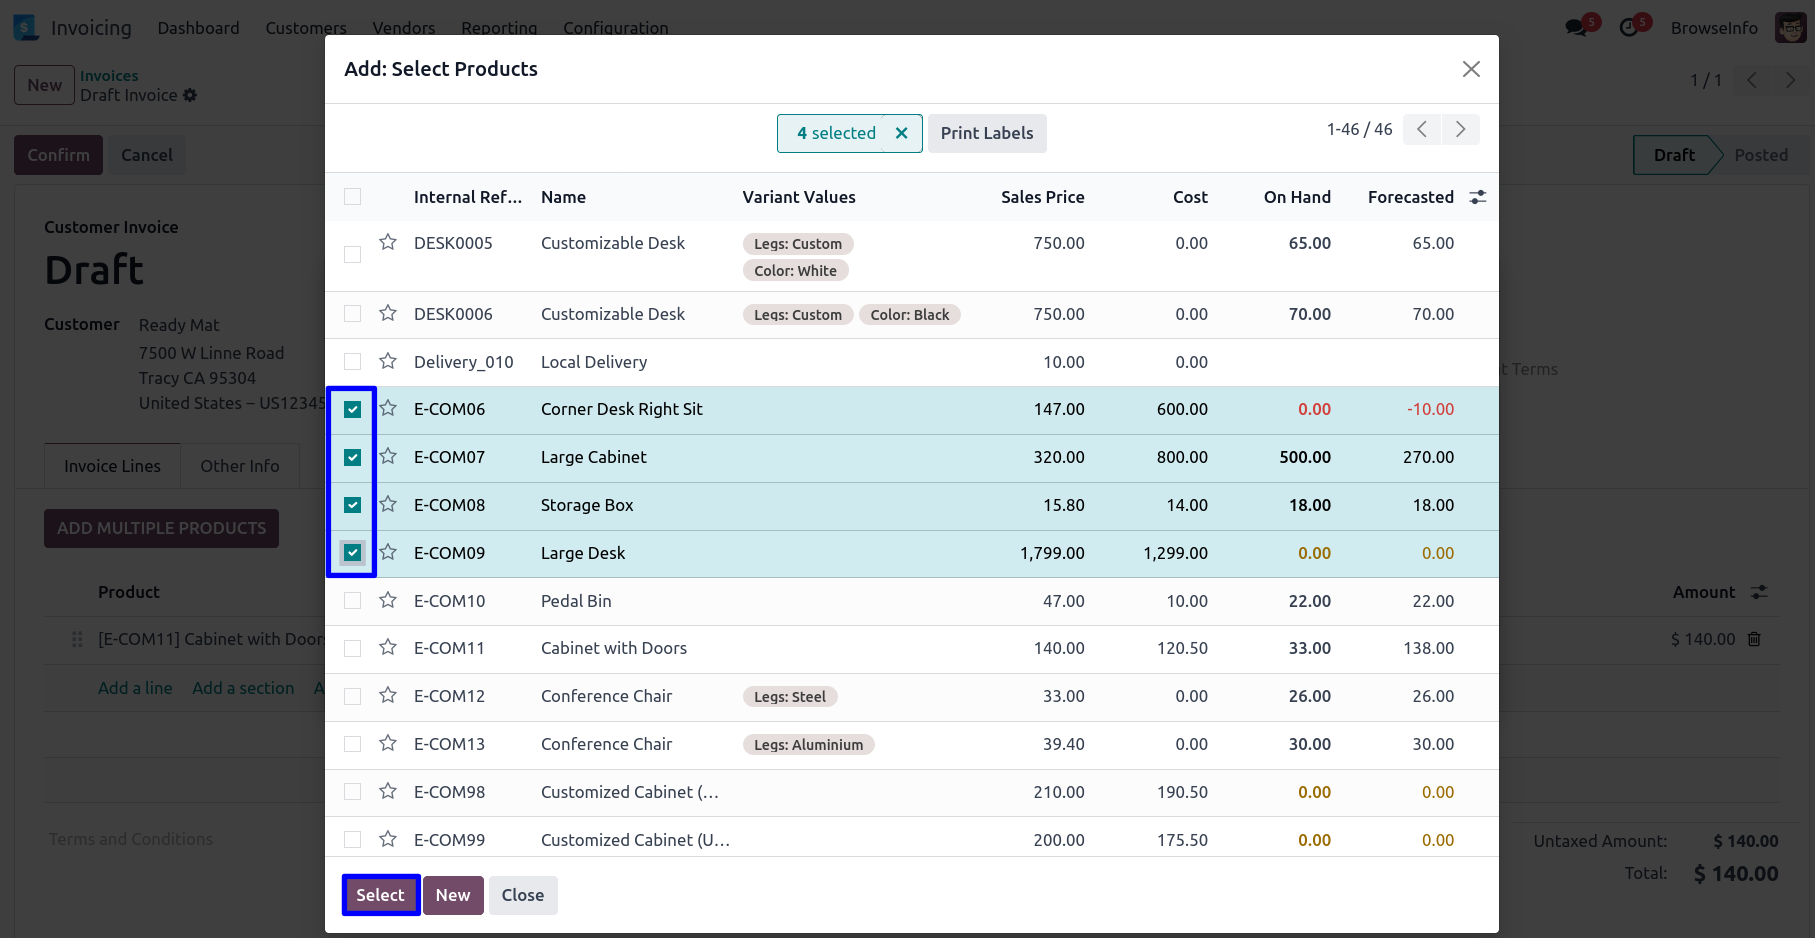 Invoicing Dashboard Customers Vendors Reporting Configuration 5 5 BrowseInfo
New Invoices
Draft Invoice
1 / 1
Confirm Cancel
Draft Posted
Customer Invoice
Draft
Customer Ready Mat
7500 W Linne Road
Tracy CA 95304
United States – US12345
t Terms
Invoice Lines Other Info
ADD MULTIPLE PRODUCTS
Product Amount
[E-COM11] Cabinet with Doors $ 140.00
Add a line Add a section A
Terms and Conditions
Untaxed Amount: $ 140.00
Total: $ 140.00
Add: Select Products
4 selected Print Labels 1-46 / 46
Internal Ref... Name Variant Values Sales Price Cost On Hand Forecasted
DESK0005 Customizable Desk Legs: Custom 750.00 0.00 65.00 65.00
Color: White
DESK0006 Customizable Desk Legs: Custom Color: Black 750.00 0.00 70.00 70.00
Delivery_010 Local Delivery 10.00 0.00
E-COM06 Corner Desk Right Sit 147.00 600.00 0.00 -10.00
E-COM07 Large Cabinet 320.00 800.00 500.00 270.00
E-COM08 Storage Box 15.80 14.00 18.00 18.00
E-COM09 Large Desk 1,799.00 1,299.00 0.00 0.00
E-COM10 Pedal Bin 47.00 10.00 22.00 22.00
E-COM11 Cabinet with Doors 140.00 120.50 33.00 138.00
E-COM12 Conference Chair Legs: Steel 33.00 0.00 26.00 26.00
E-COM13 Conference Chair Legs: Aluminium 39.40 0.00 30.00 30.00
E-COM98 Customized Cabinet (... 210.00 190.50 0.00 0.00
E-COM99 Customized Cabinet (U... 200.00 175.50 0.00 0.00
Select New Close